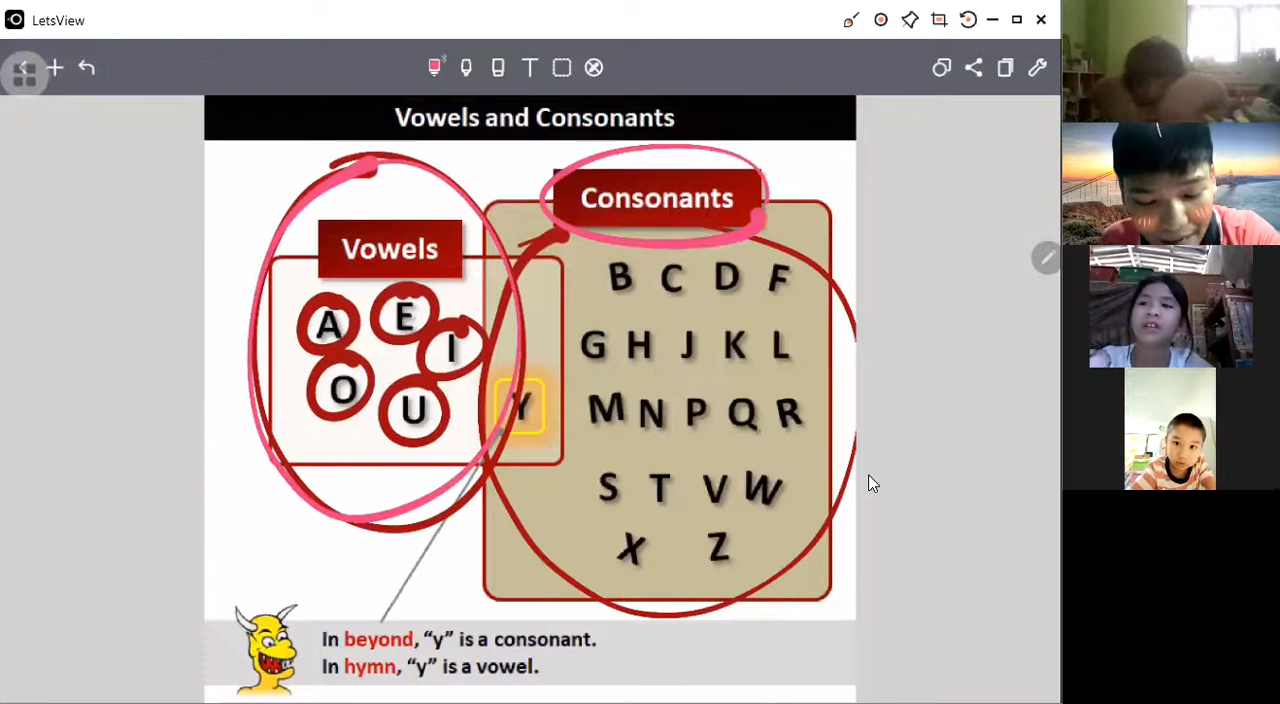 LetsView
Vowels and Consonants
Vowels
Consonants
A E I
O U
Y
B C D F
G H J K L
M N P Q R
S T V W
X Z
In beyond, “y” is a consonant.
In hymn, “y” is a vowel.